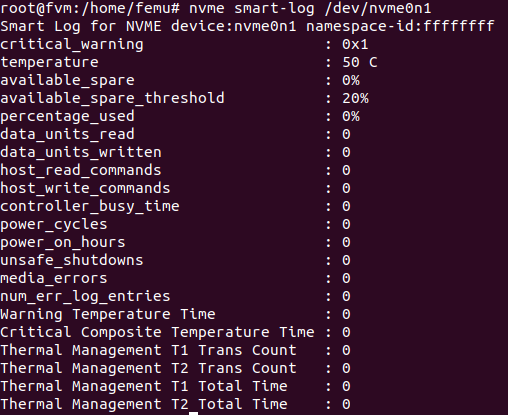 root@fvm:/home/femu# nvme smart-log /dev/nvme0n1
Smart Log for NVME device:nvme0n1 namespace-id:ffffffff
critical_warning : 0x1
temperature : 50 C
available_spare : 0%
available_spare_threshold : 20%
percentage_used : 0%
data_units_read : 0
data_units_written : 0
host_read_commands : 0
host_write_commands : 0
controller_busy_time : 0
power_cycles : 0
power_on_hours : 0
unsafe_shutdowns : 0
media_errors : 0
num_err_log_entries : 0
Warning Temperature Time : 0
Critical Composite Temperature Time : 0
Thermal Management T1 Trans Count : 0
Thermal Management T2 Trans Count : 0
Thermal Management T1 Total Time : 0
Thermal Management T2 Total Time : 0